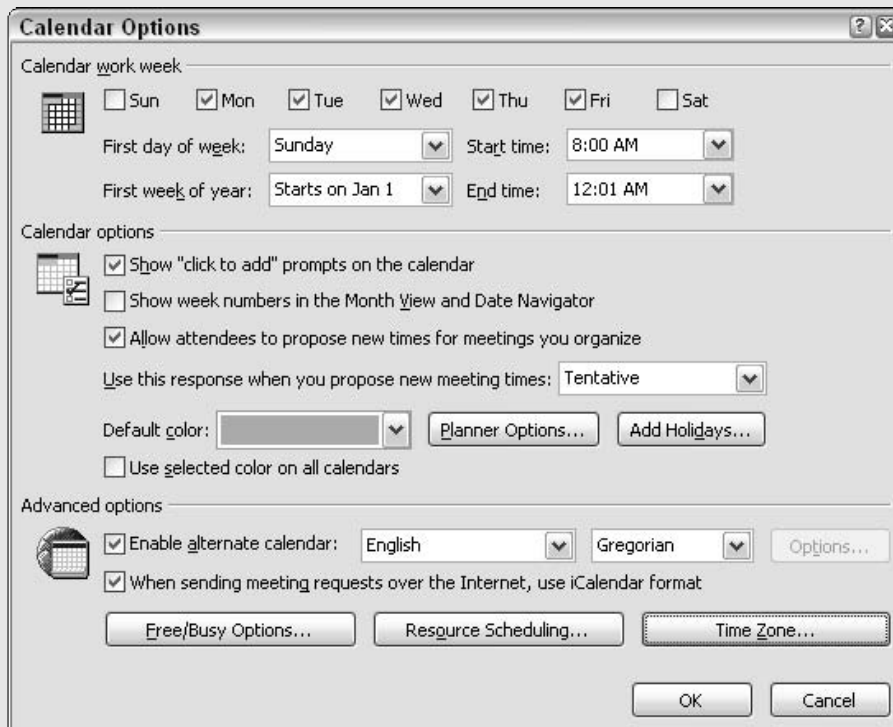 Calendar Options
Calendar work week
Sun Mon Tue Wed Thu Fri Sat
First day of week: Sunday Start time: 8:00 AM
First week of year: Starts on Jan 1 End time: 12:01 AM
Calendar options
Show "click to add" prompts on the calendar
Show week numbers in the Month View and Date Navigator
Allow attendees to propose new times for meetings you organize
Use this response when you propose new meeting times: Tentative
Default color: Planner Options... Add Holidays...
Use selected color on all calendars
Advanced options
Enable alternate calendar: English Gregorian Options...
When sending meeting requests over the Internet, use iCalendar format
Free/Busy Options... Resource Scheduling... Time Zone...
OK Cancel